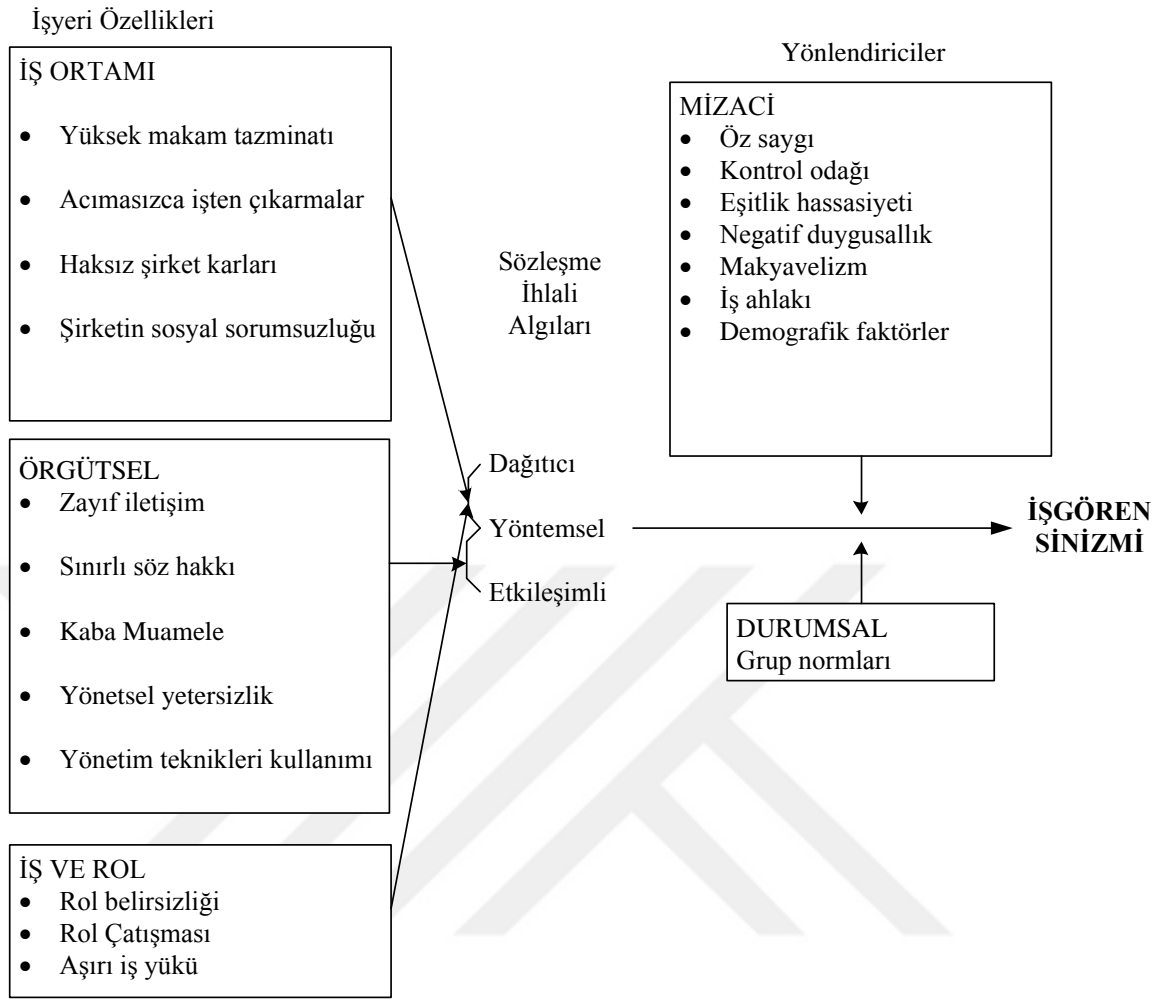 İşyeri Özellikleri
İŞ ORTAMI
• Yüksek makam tazminatı
• Acımasızca işten çıkarmalar
• Haksız şirket karları
• Şirketin sosyal sorumsuzluğu
ÖRGÜTSEL
• Zayıf iletişim
• Sınırlı söz hakkı
• Kaba Muamele
• Yönetsel yetersizlik
• Yönetim teknikleri kullanımı
İŞ VE ROL
• Rol belirsizliği
• Rol Çatışması
• Aşırı iş yükü
Sözleşme
İhlali
Algıları
Dağıtıcı
Yöntemsel
Etkileşimli
Yönlendiriciler
MİZACİ
• Öz saygı
• Kontrol odağı
• Eşitlik hassasiyeti
• Negatif duygusallık
• Makyavelizm
• İş ahlakı
• Demografik faktörler
DURUMSAL
Grup normları
İŞGÖREN
SİNİZMİ